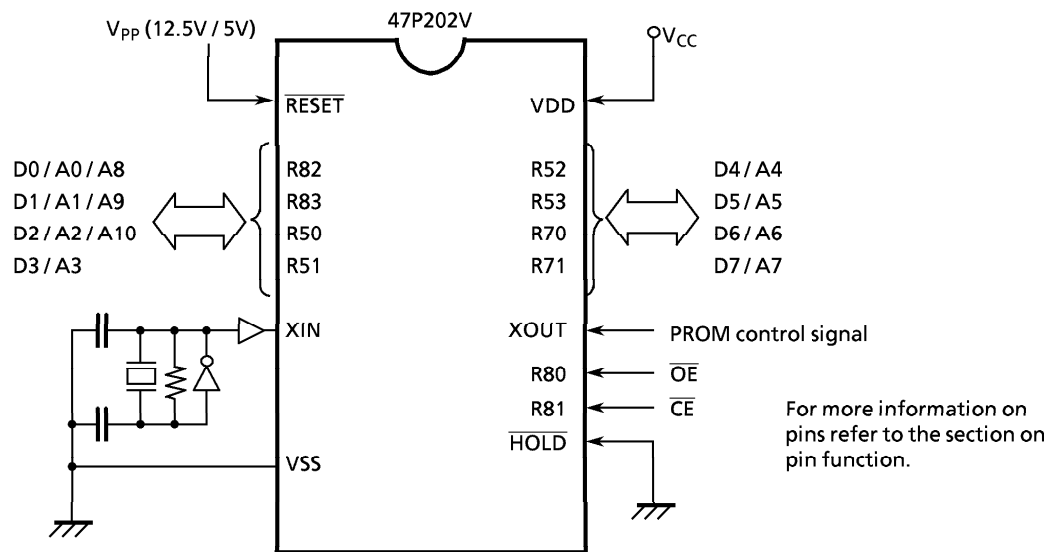 47P202V
VPP (12.5V / 5V)
VCC
RESET
VDD
D0 / A0 / A8
R82
R52
D4 / A4
D1 / A1 / A9
R83
R53
D5 / A5
D2 / A2 / A10
R50
R70
D6 / A6
D3 / A3
R51
R71
D7 / A7
XIN
XOUT
PROM control signal
R80
OE
R81
CE
HOLD
VSS
For more information on
pins refer to the section on
pin function.